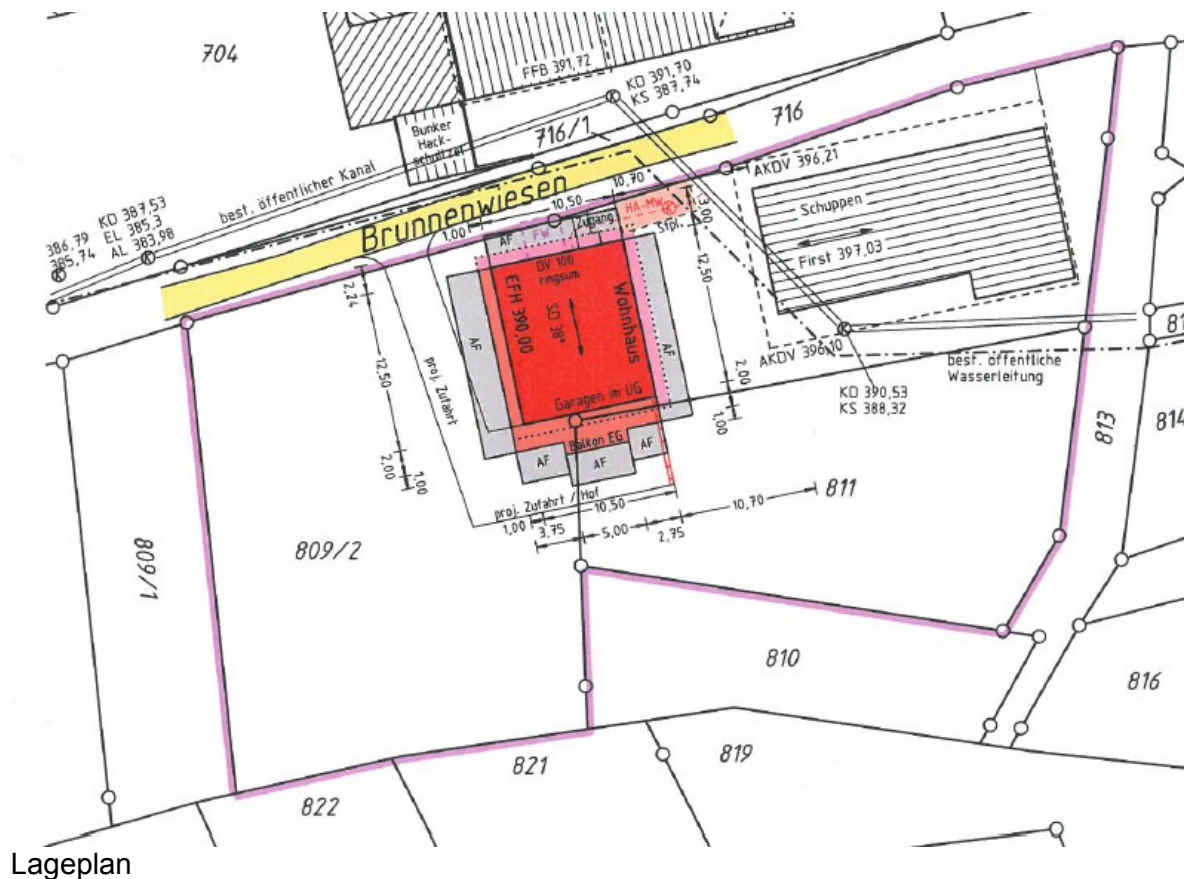 704
FFB 391,72
KD 391,70
KS 387,74
716
716/1
Bunker
Hack-
schnitzel
best. öffentlicher Kanal
Brunnenwiesen
10,70
10,50
1,00
AKDV 396,21
Schuppen
First 397,03
KD 387,53
386,79 EL 385,3
385,74 AL 383,98
HA-MW
3,00
Stpl.
AF
FW
Zugang
DV 100
ringsum
EFH 390,00
SD 38°
Wohnhaus
12,50
2,24
12,50
AF
AF
proj. Zufahrt
Garagen im UG
2,00
1,00
AKDV 396,10
best. öffentliche
Wasserleitung
81
KD 390,53
KS 388,32
813
814
Balkon EG
AF
AF
AF
2,00
1,00
proj. Zufahrt / Hof
10,50
1,00
3,75
5,00
2,75
10,70
811
809/1
809/2
810
816
819
821
822
Lageplan